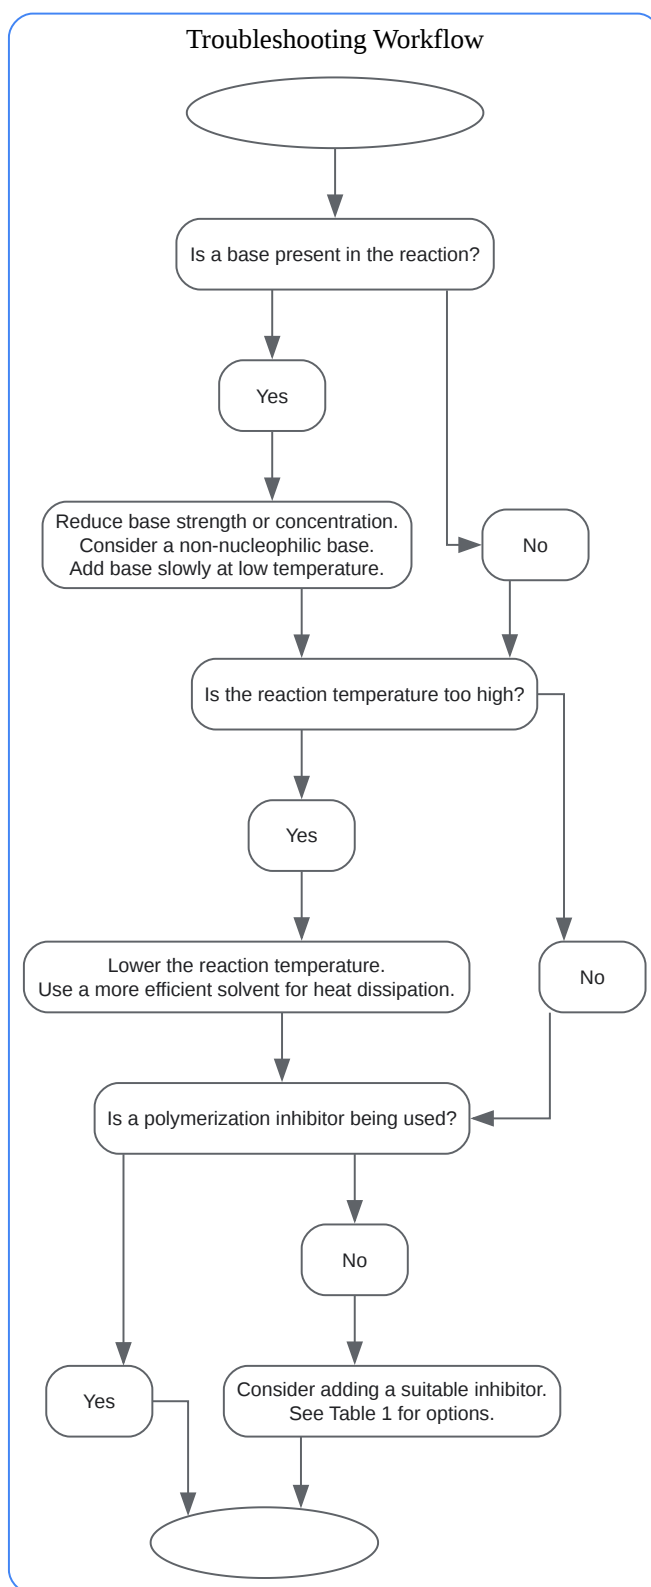 Troubleshooting Workflow
Is a base present in the reaction?
Yes
Reduce base strength or concentration.
Consider a non-nucleophilic base.
Add base slowly at low temperature.
No
Is the reaction temperature too high?
Yes
Lower the reaction temperature.
Use a more efficient solvent for heat dissipation.
No
Is a polymerization inhibitor being used?
No
Yes
Consider adding a suitable inhibitor.
See Table 1 for options.